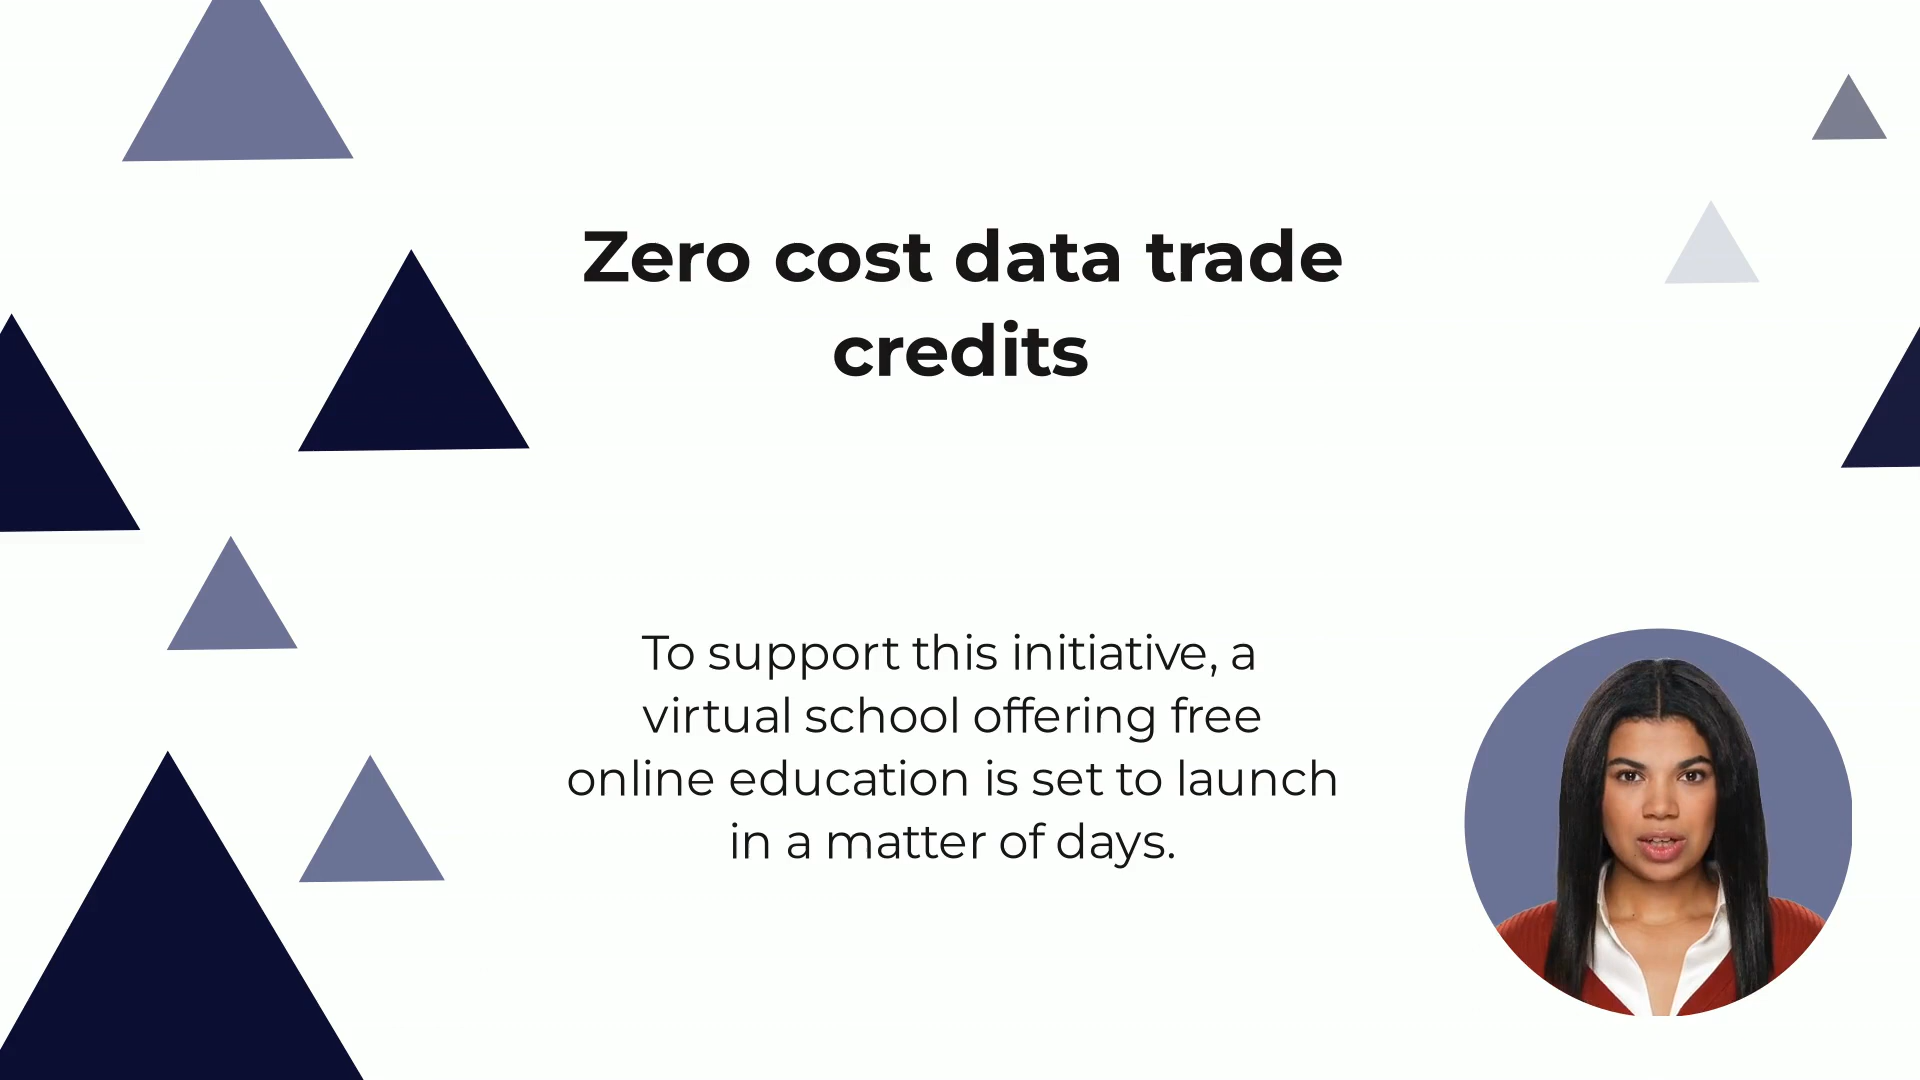 Zero cost data trade
credits
To support this initiative, a
virtual school offering free
online education is set to launch
in a matter of days.